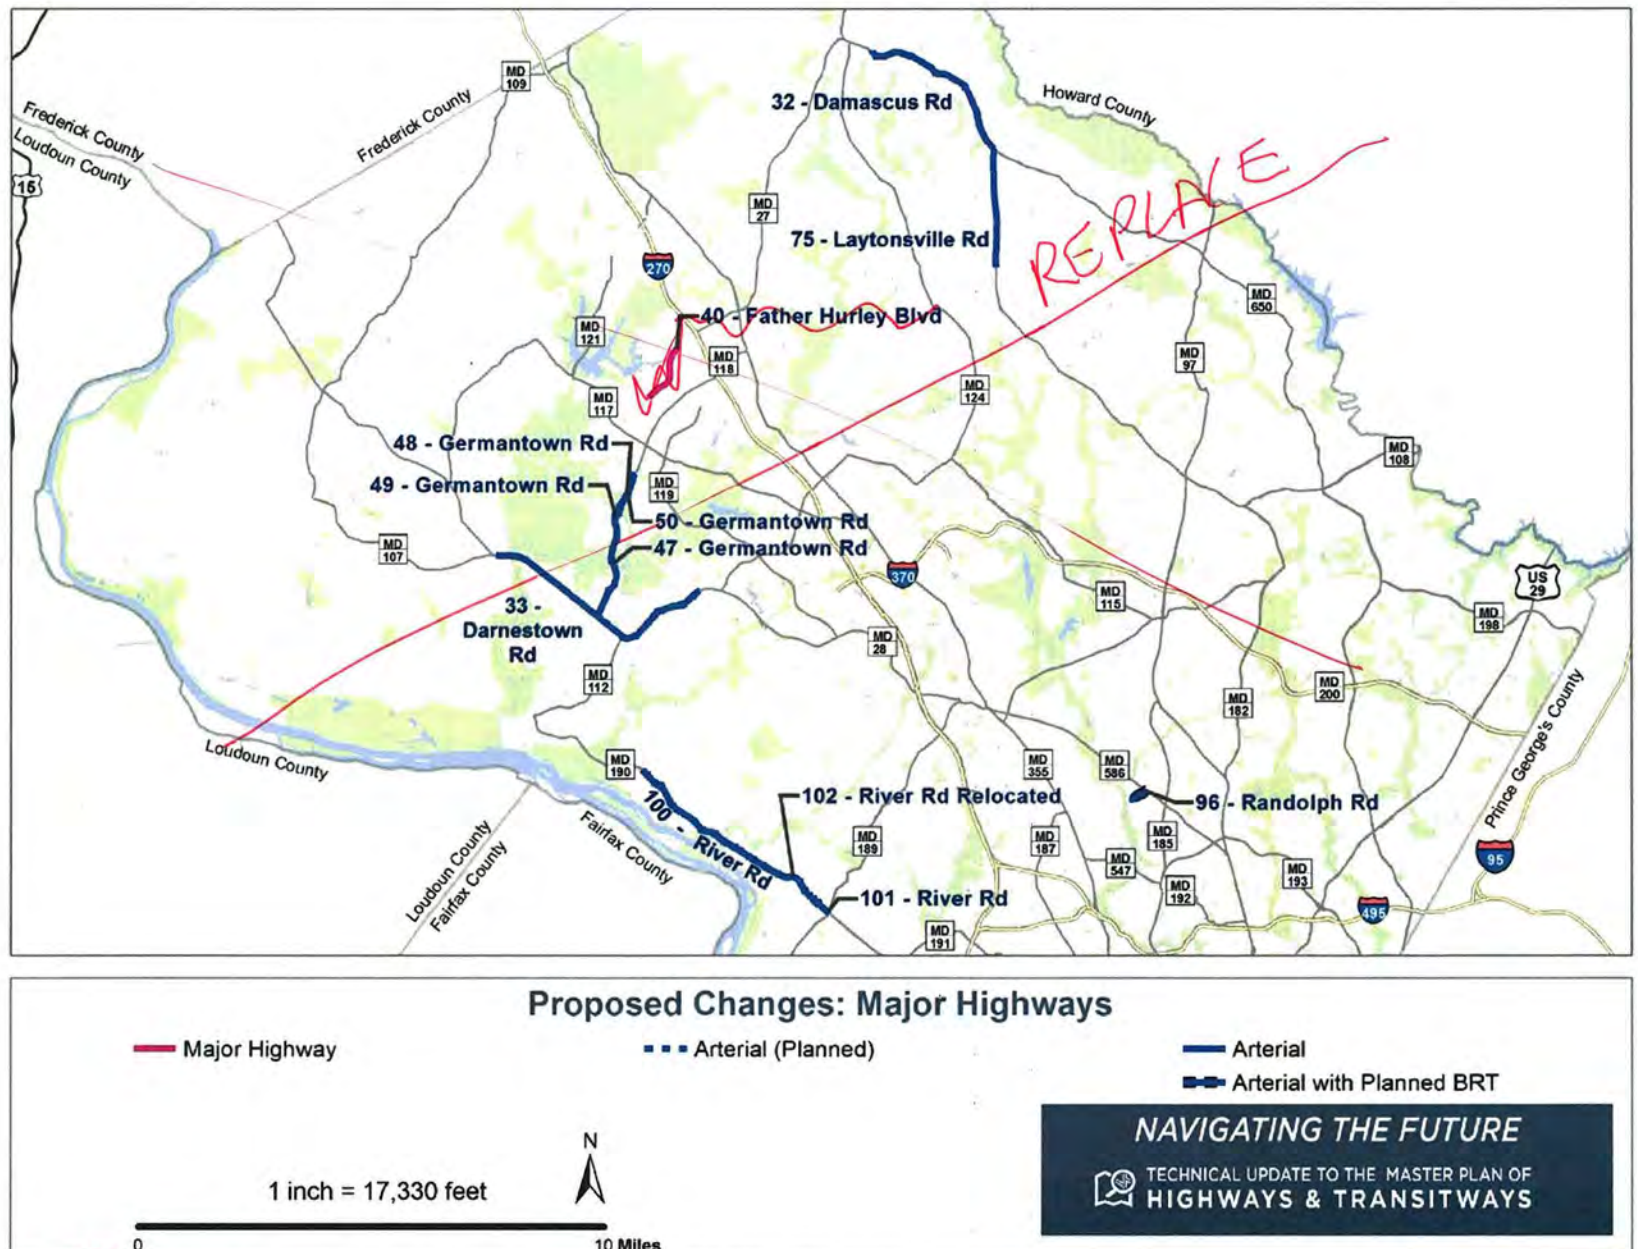 MD
109
Frederick County
Loudoun County
Frederick County
15
32 - Damascus Rd
Howard County
MD
27
75 - Laytonsville Rd
REPLACE
270
MD
650
40 - Father Hurley Blvd
MD
121
MD
118
MD
97
MD
124
MD
117
48 - Germantown Rd
MD
108
49 - Germantown Rd
MD
119
50 - Germantown Rd
47 - Germantown Rd
MD
107
370
US
29
MD
115
MD
198
33 -
Darnestown
Rd
MD
28
MD
112
MD
200
MD
182
Prince George's County
Loudoun County
MD
190
MD
355
MD
586
102 - River Rd Relocated
96 - Randolph Rd
100 - River Rd
Fairfax County
Loudoun County
Fairfax County
MD
189
MD
187
MD
185
MD
547
MD
193
95
MD
192
101 - River Rd
495
MD
191
Proposed Changes: Major Highways
Major Highway
Arterial (Planned)
Arterial
Arterial with Planned BRT
N
1 inch = 17,330 feet
0 10 Miles
NAVIGATING THE FUTURE
TECHNICAL UPDATE TO THE MASTER PLAN OF
HIGHWAYS & TRANSITWAYS